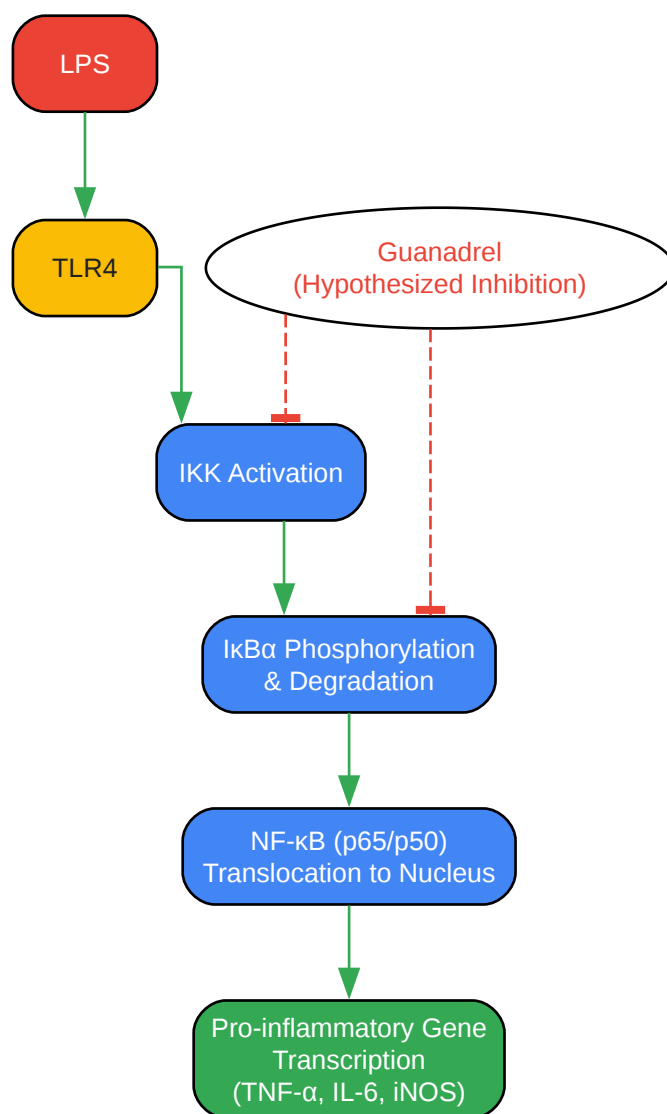 LPS
TLR4
Guanadrel
(Hypothesized Inhibition)
IKK Activation
IκBα Phosphorylation
& Degradation
NF-κB (p65/p50)
Translocation to Nucleus
Pro-inflammatory Gene
Transcription
(TNF-α, IL-6, iNOS)